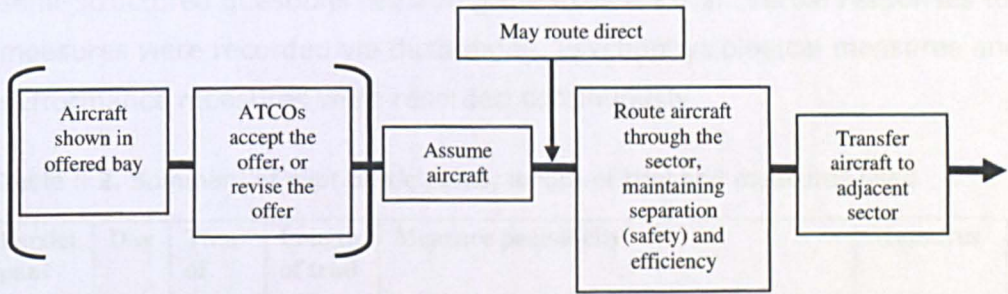 May route direct
Aircraft
shown in
offered bay
ATCOs
accept the
offer, or
revise the
offer
Assume
aircraft
Route aircraft
through the
sector,
maintaining
separation
(safety) and
efficiency
Transfer
aircraft to
adjacent
sector